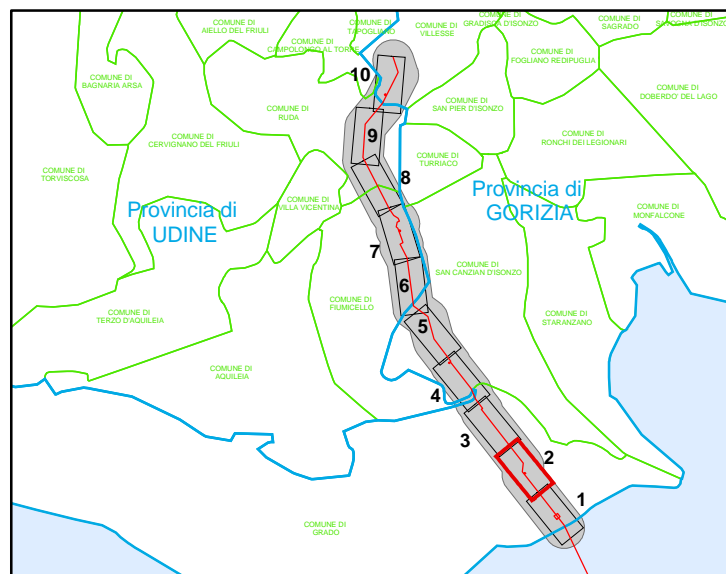 COMUNE DI
AIELLO DEL FRIULI
COMUNE DI
CAMPOLONGO AL TORRE
COMUNE DI
TAPOGLIANO
COMUNE DI
VILLESSE
COMUNE DI
GRADISCA D'ISONZO
COMUNE DI
SAGRADO
COMUNE DI
SAVOGNA D'ISONZO
COMUNE DI
FOGLIANO REDIPUGLIA
COMUNE DI
BAGNARIA ARSA
10
COMUNE DI
DOBERDO' DEL LAGO
COMUNE DI
RUDA
COMUNE DI
SAN PIER D'ISONZO
9
COMUNE DI
CERVIGNANO DEL FRIULI
COMUNE DI
RONCHI DEI LEGIONARI
COMUNE DI
TURRIACO
COMUNE DI
TORVISCOSA
8
COMUNE DI
VILLA VICENTINA
Provincia di
UDINE
Provincia di
GORIZIA
COMUNE DI
MONFALCONE
7
COMUNE DI
SAN CANZIAN D'ISONZO
6
COMUNE DI
FIUMICELLO
COMUNE DI
TERZO D'AQUILEIA
5
COMUNE DI
STARANZANO
COMUNE DI
AQUILEIA
4
3
2
1
COMUNE DI
GRADO